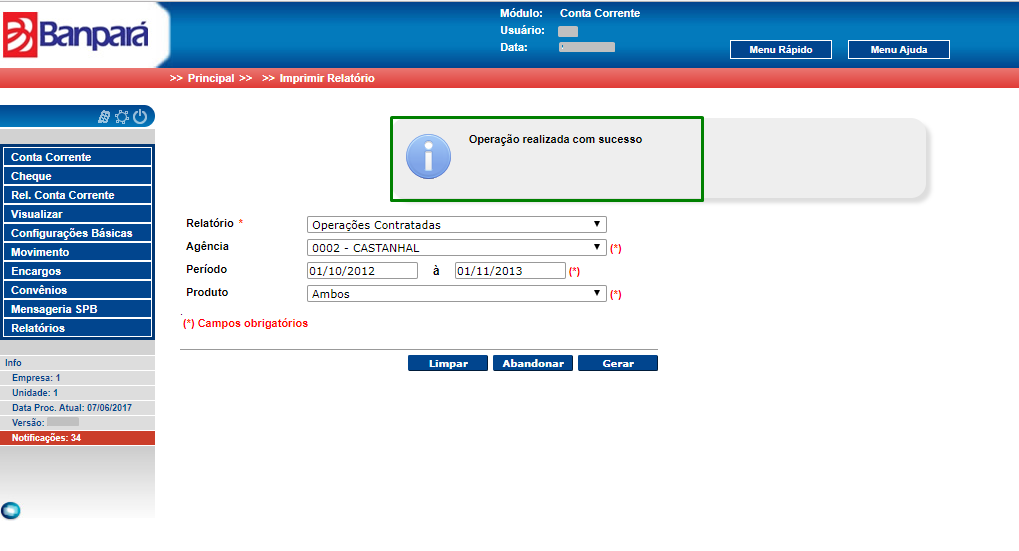 Banpará
Módulo: Conta Corrente
Usuário:
Data:
Menu Rápido
Menu Ajuda
>> Principal >> >> Imprimir Relatório
Conta Corrente
Cheque
Rel. Conta Corrente
Visualizar
Configurações Básicas
Movimento
Encargos
Convênios
Mensageria SPB
Relatórios
Info
Empresa: 1
Unidade: 1
Data Proc. Atual: 07/06/2017
Versão:
Notificações: 34
Operação realizada com sucesso
Relatório * Operações Contratadas
Agência 0002 - CASTANHAL (*)
Período 01/10/2012 à 01/11/2013 (*)
Produto Ambos (*)
(*) Campos obrigatórios
Limpar Abandonar Gerar